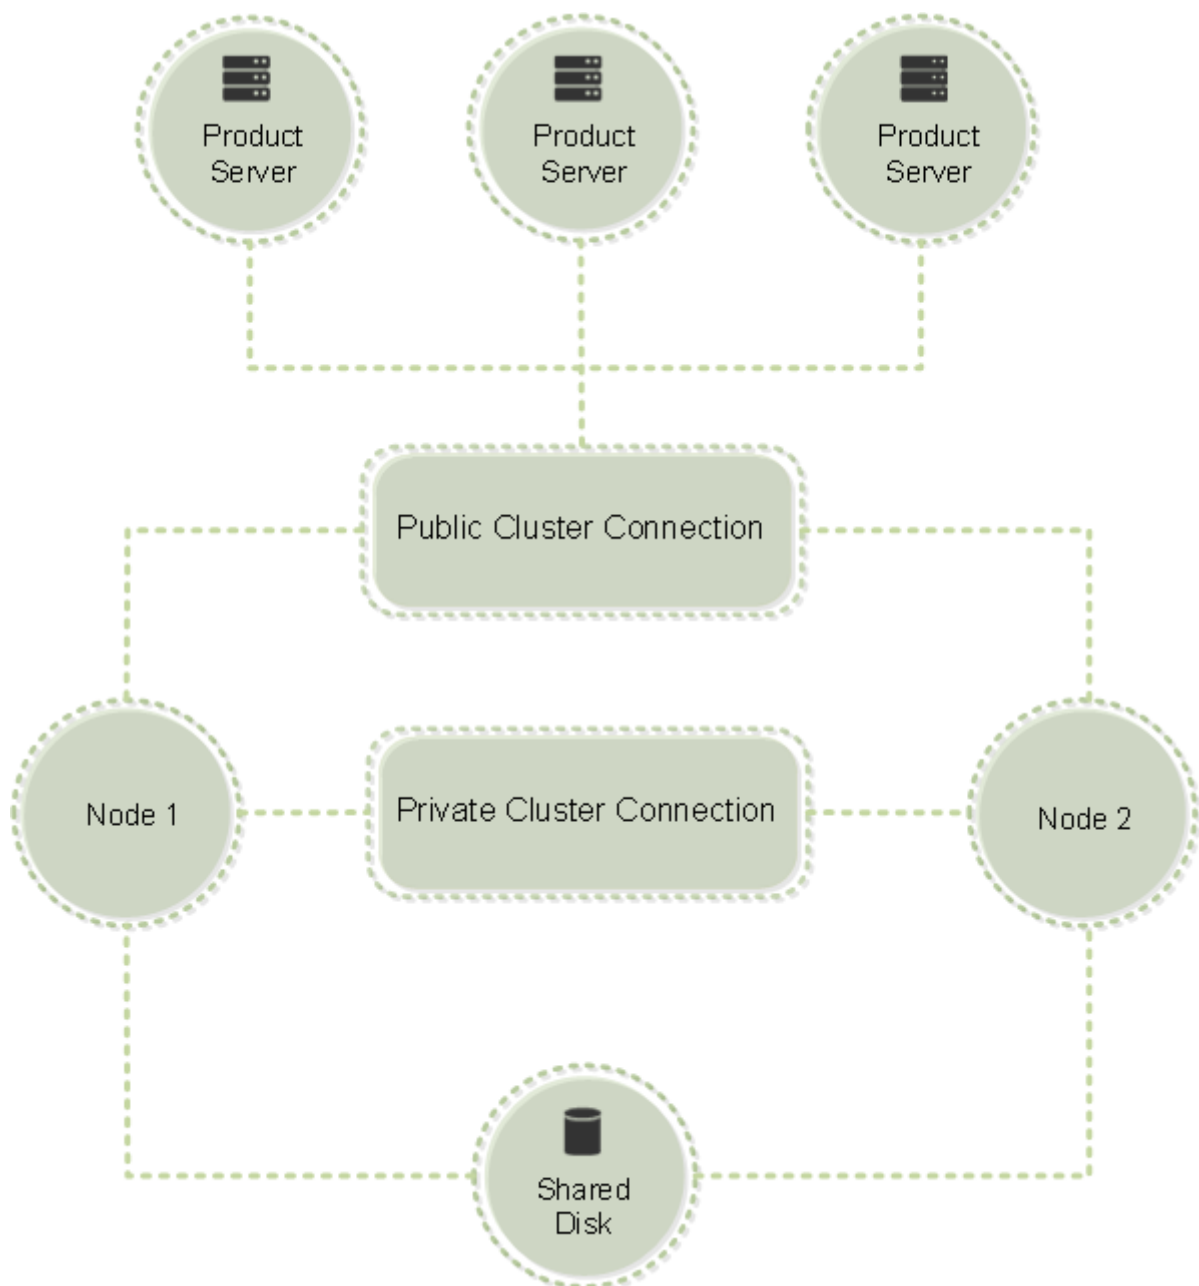 Product
Server
Product
Server
Product
Server
Public Cluster Connection
Node 1
Private Cluster Connection
Node 2
Shared
Disk